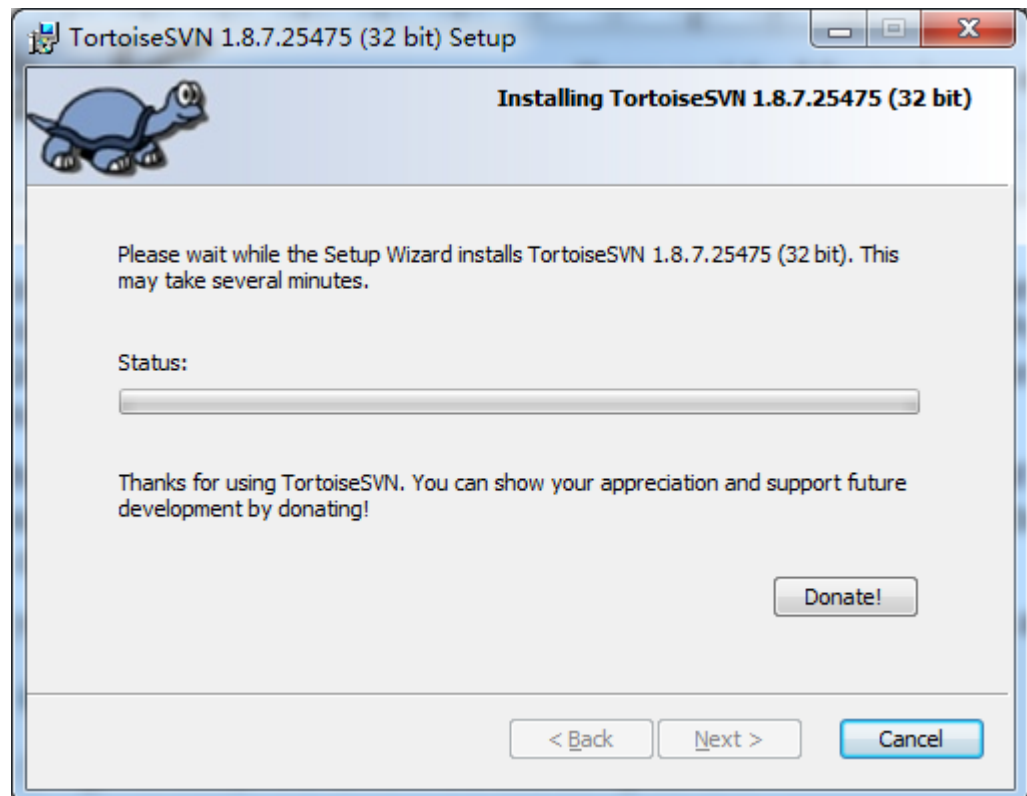 TortoiseSVN 1.8.7.25475 (32 bit) Setup
Installing TortoiseSVN 1.8.7.25475 (32 bit)
Please wait while the Setup Wizard installs TortoiseSVN 1.8.7.25475 (32 bit). This
may take several minutes.
Status:
Thanks for using TortoiseSVN. You can show your appreciation and support future
development by donating!
Donate!
< Back
Next >
Cancel